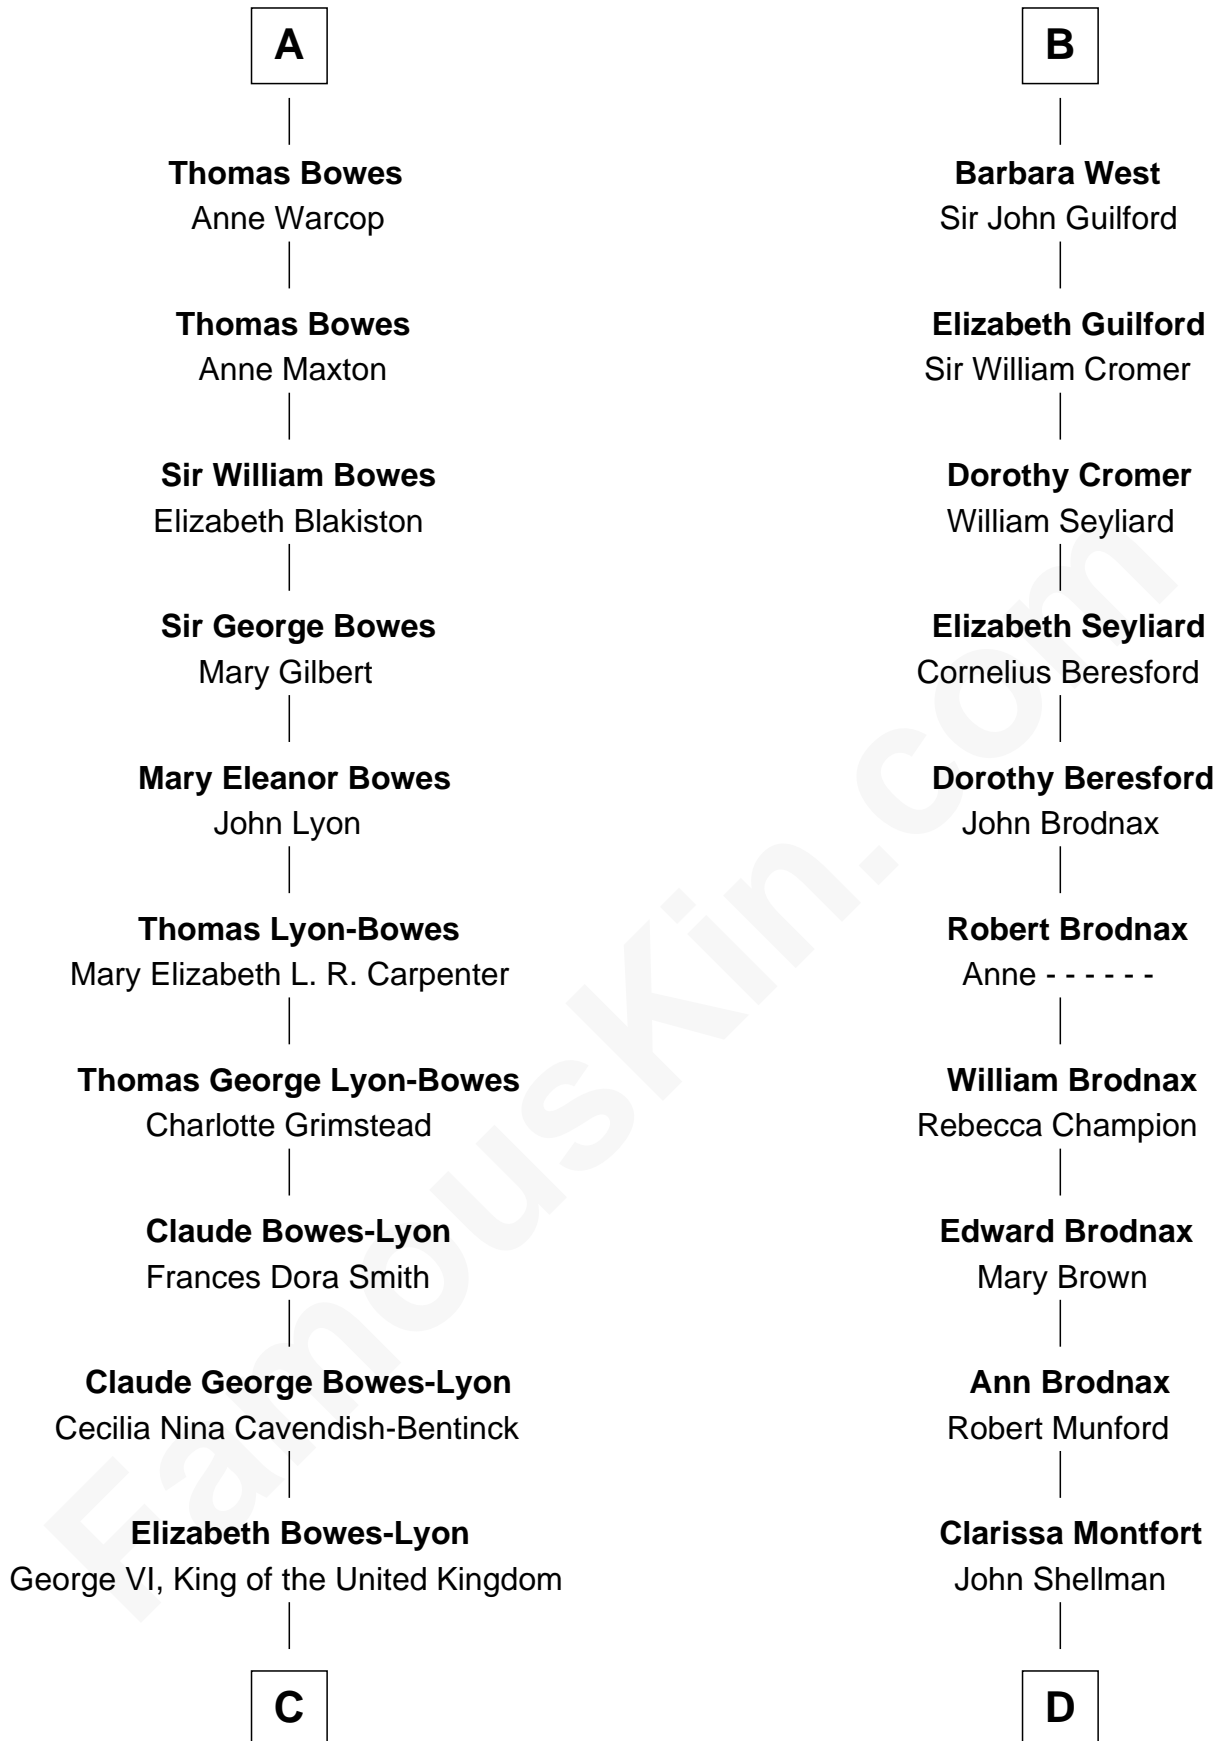 A
Thomas Bowes
Anne Warcop
Thomas Bowes
Anne Maxton
Sir William Bowes
Elizabeth Blakiston
Sir George Bowes
Mary Gilbert
Mary Eleanor Bowes
John Lyon
Thomas Lyon-Bowes
Mary Elizabeth L. R. Carpenter
Thomas George Lyon-Bowes
Charlotte Grimstead
Claude Bowes-Lyon
Frances Dora Smith
Claude George Bowes-Lyon
Cecilia Nina Cavendish-Bentinck
Elizabeth Bowes-Lyon
George VI, King of the United Kingdom
C
B
Barbara West
Sir John Guilford
Elizabeth Guilford
Sir William Cromer
Dorothy Cromer
William Seyliard
Elizabeth Seyliard
Cornelius Beresford
Dorothy Beresford
John Brodnax
Robert Brodnax
Anne - - - - - -
William Brodnax
Rebecca Champion
Edward Brodnax
Mary Brown
Ann Brodnax
Robert Munford
Clarissa Montfort
John Shellman
D
FamousKin.com